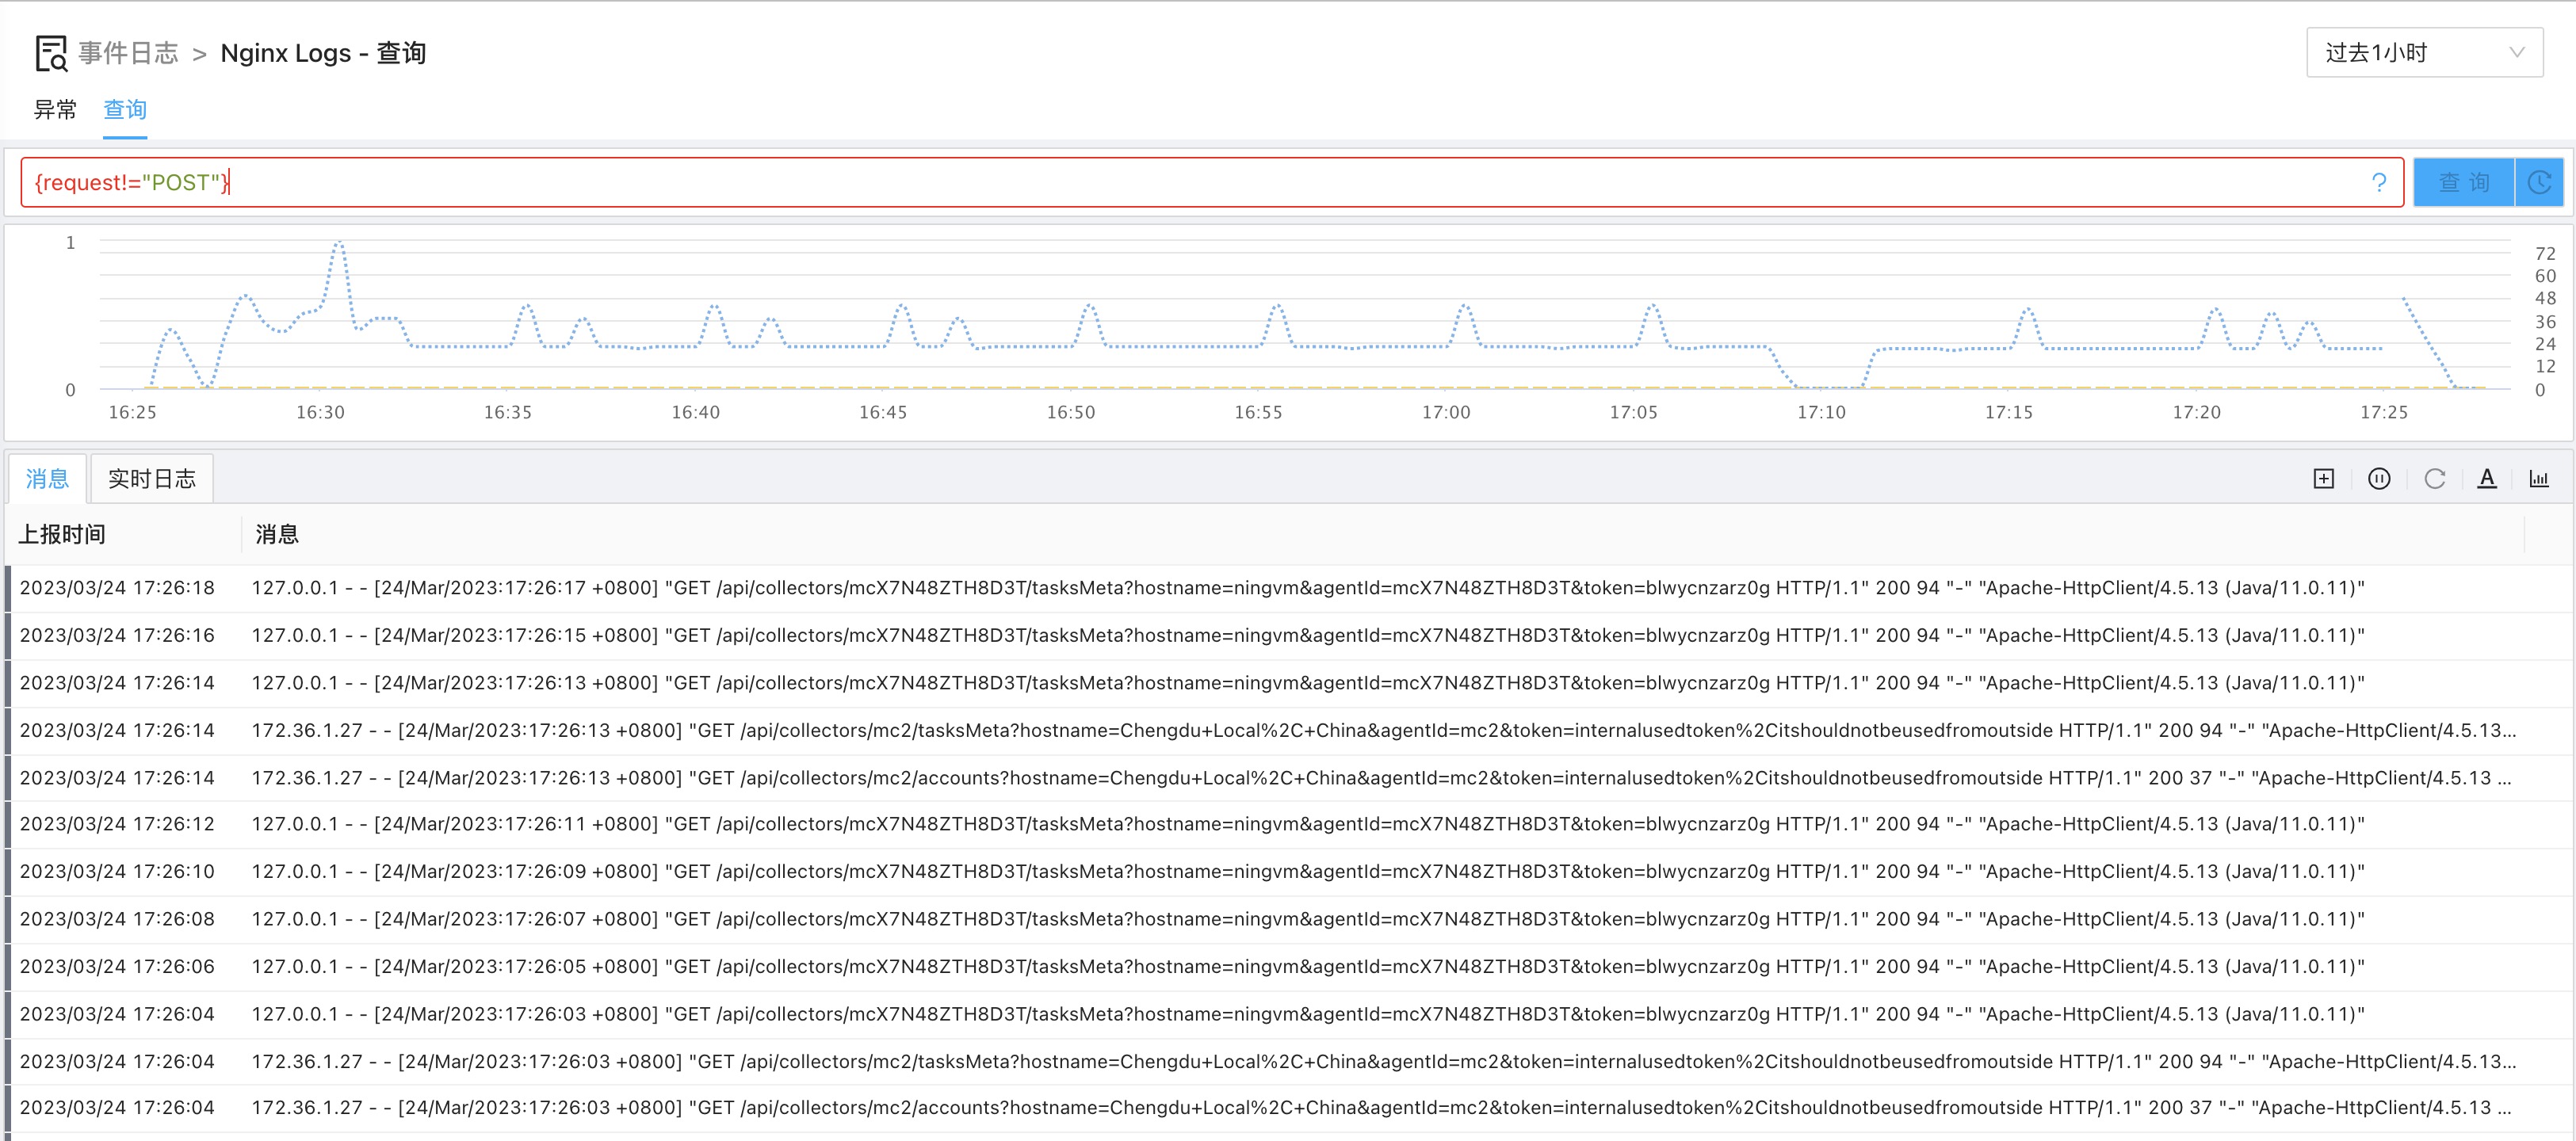 事件日志 > Nginx Logs - 查询
过去1小时
异常 查询
{request!="POST"}
? 查 询
1
0
72
60
48
36
24
12
0
16:25 16:30 16:35 16:40 16:45 16:50 16:55 17:00 17:05 17:10 17:15 17:20 17:25
消息 实时日志
A
上报时间 消息
2023/03/24 17:26:18 127.0.0.1 - - [24/Mar/2023:17:26:17 +0800] "GET /api/collectors/mcX7N48ZTH8D3T/tasksMeta?hostname=ningvm&agentId=mcX7N48ZTH8D3T&token=blwycnzarz0g HTTP/1.1" 200 94 "-" "Apache-HttpClient/4.5.13 (Java/11.0.11)"
2023/03/24 17:26:16 127.0.0.1 - - [24/Mar/2023:17:26:15 +0800] "GET /api/collectors/mcX7N48ZTH8D3T/tasksMeta?hostname=ningvm&agentId=mcX7N48ZTH8D3T&token=blwycnzarz0g HTTP/1.1" 200 94 "-" "Apache-HttpClient/4.5.13 (Java/11.0.11)"
2023/03/24 17:26:14 127.0.0.1 - - [24/Mar/2023:17:26:13 +0800] "GET /api/collectors/mcX7N48ZTH8D3T/tasksMeta?hostname=ningvm&agentId=mcX7N48ZTH8D3T&token=blwycnzarz0g HTTP/1.1" 200 94 "-" "Apache-HttpClient/4.5.13 (Java/11.0.11)"
2023/03/24 17:26:14 172.36.1.27 - - [24/Mar/2023:17:26:13 +0800] "GET /api/collectors/mc2/tasksMeta?hostname=Chengdu+Local%2C+China&agentId=mc2&token=internalusedtoken%2Citshouldnotbeusedfromoutside HTTP/1.1" 200 94 "-" "Apache-HttpClient/4.5.13...
2023/03/24 17:26:14 172.36.1.27 - - [24/Mar/2023:17:26:13 +0800] "GET /api/collectors/mc2/accounts?hostname=Chengdu+Local%2C+China&agentId=mc2&token=internalusedtoken%2Citshouldnotbeusedfromoutside HTTP/1.1" 200 37 "-" "Apache-HttpClient/4.5.13 ...
2023/03/24 17:26:12 127.0.0.1 - - [24/Mar/2023:17:26:11 +0800] "GET /api/collectors/mcX7N48ZTH8D3T/tasksMeta?hostname=ningvm&agentId=mcX7N48ZTH8D3T&token=blwycnzarz0g HTTP/1.1" 200 94 "-" "Apache-HttpClient/4.5.13 (Java/11.0.11)"
2023/03/24 17:26:10 127.0.0.1 - - [24/Mar/2023:17:26:09 +0800] "GET /api/collectors/mcX7N48ZTH8D3T/tasksMeta?hostname=ningvm&agentId=mcX7N48ZTH8D3T&token=blwycnzarz0g HTTP/1.1" 200 94 "-" "Apache-HttpClient/4.5.13 (Java/11.0.11)"
2023/03/24 17:26:08 127.0.0.1 - - [24/Mar/2023:17:26:07 +0800] "GET /api/collectors/mcX7N48ZTH8D3T/tasksMeta?hostname=ningvm&agentId=mcX7N48ZTH8D3T&token=blwycnzarz0g HTTP/1.1" 200 94 "-" "Apache-HttpClient/4.5.13 (Java/11.0.11)"
2023/03/24 17:26:06 127.0.0.1 - - [24/Mar/2023:17:26:05 +0800] "GET /api/collectors/mcX7N48ZTH8D3T/tasksMeta?hostname=ningvm&agentId=mcX7N48ZTH8D3T&token=blwycnzarz0g HTTP/1.1" 200 94 "-" "Apache-HttpClient/4.5.13 (Java/11.0.11)"
2023/03/24 17:26:04 127.0.0.1 - - [24/Mar/2023:17:26:03 +0800] "GET /api/collectors/mcX7N48ZTH8D3T/tasksMeta?hostname=ningvm&agentId=mcX7N48ZTH8D3T&token=blwycnzarz0g HTTP/1.1" 200 94 "-" "Apache-HttpClient/4.5.13 (Java/11.0.11)"
2023/03/24 17:26:04 172.36.1.27 - - [24/Mar/2023:17:26:03 +0800] "GET /api/collectors/mc2/tasksMeta?hostname=Chengdu+Local%2C+China&agentId=mc2&token=internalusedtoken%2Citshouldnotbeusedfromoutside HTTP/1.1" 200 94 "-" "Apache-HttpClient/4.5.13...
2023/03/24 17:26:04 172.36.1.27 - - [24/Mar/2023:17:26:03 +0800] "GET /api/collectors/mc2/accounts?hostname=Chengdu+Local%2C+China&agentId=mc2&token=internalusedtoken%2Citshouldnotbeusedfromoutside HTTP/1.1" 200 37 "-" "Apache-HttpClient/4.5.13 ...